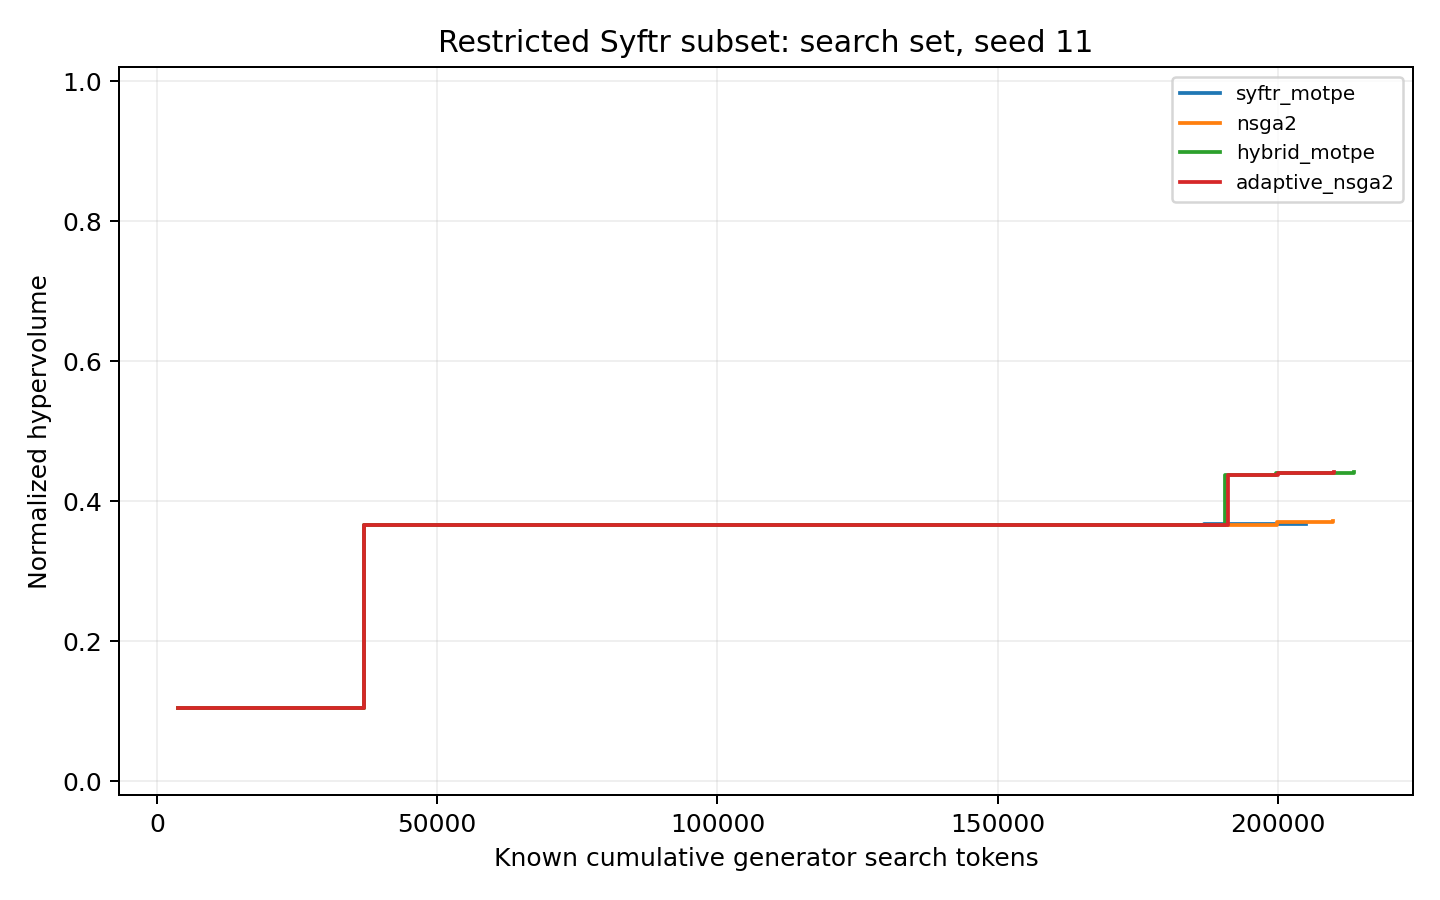 Restricted Syftr subset: search set, seed 11
syftr_motpe
nsga2
hybrid_motpe
adaptive_nsga2
Normalized hypervolume
1.0
0.8
0.6
0.4
0.2
0.0
0
50000
100000
150000
200000
Known cumulative generator search tokens